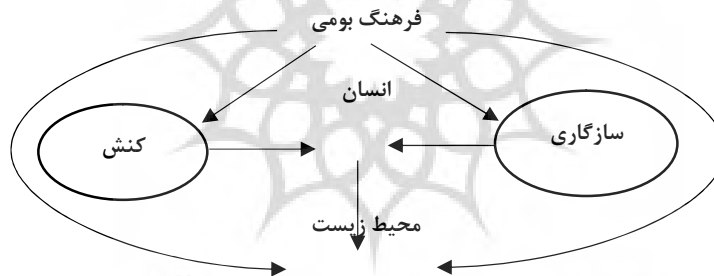 فرهنگ بومی
انسان
سازگاری
کنش
محیط زیست